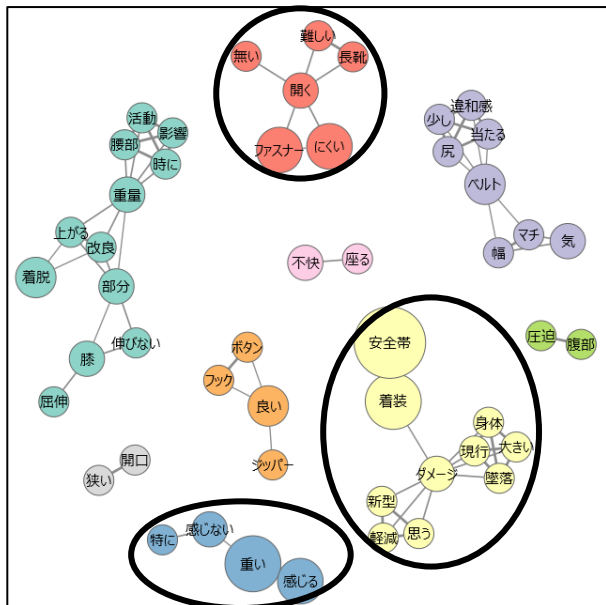 難しい
無い
長靴
開く
ファスナー
にくい
活動
影響
腰部
時に
重量
上がる
改良
着脱
部分
伸びない
膝
屈伸
違和感
少し
当たる
尻
ベルト
マチ
気
幅
不快
座る
圧迫
腹部
ボタン
フック
良い
ジッパー
安全帯
着装
身体
大きい
現行
ダメージ
墜落
新型
思う
軽減
開口
狭い
感じない
特に
重い
感じる